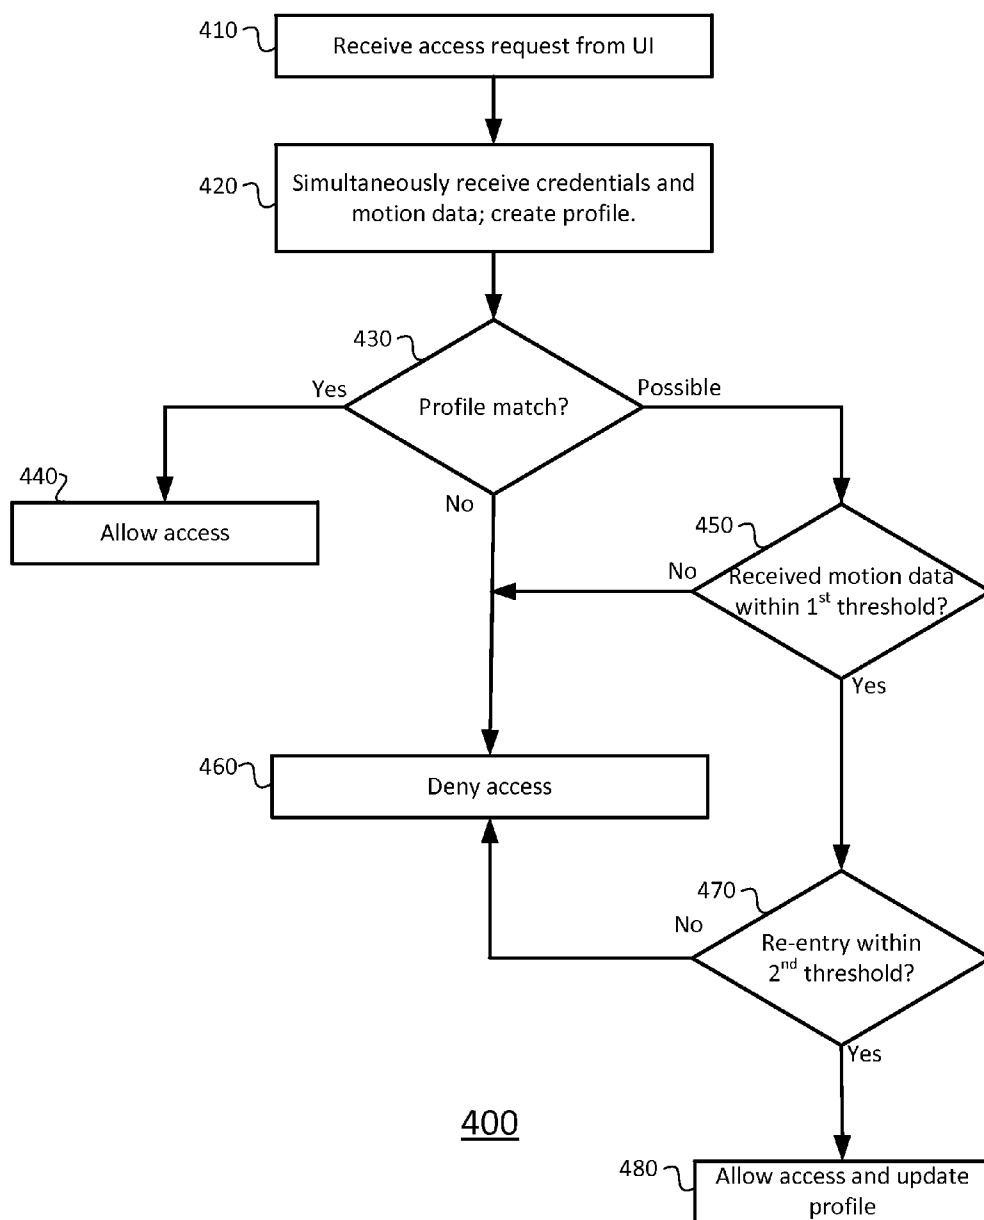 410
Receive access request from UI
420
Simultaneously receive credentials and
motion data; create profile.
430
Yes
Possible
Profile match?
440
No
Allow access
450
No
Received motion data
within 1st threshold?
Yes
460
Deny access
470
No
Re-entry within
2nd threshold?
Yes
400
480
Allow access and update
profile